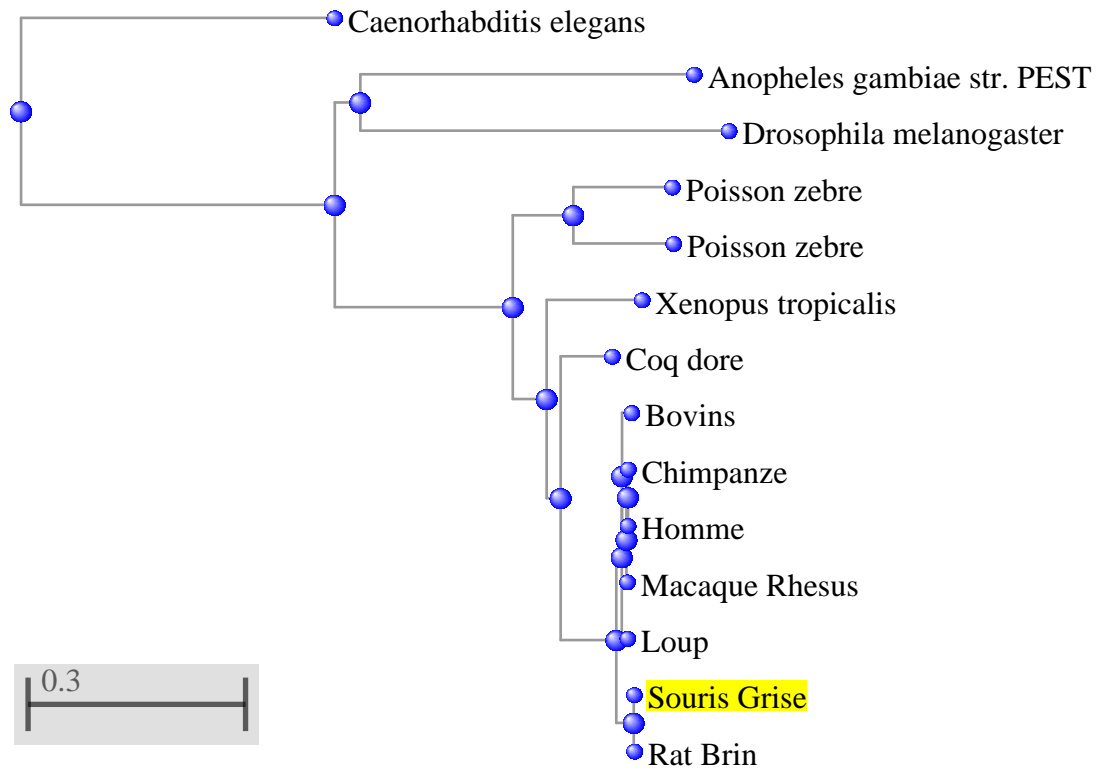 Caenorhabditis elegans
Anopheles gambiae str. PEST
Drosophila melanogaster
Poisson zebre
Poisson zebre
Xenopus tropicalis
Coq dore
Bovins
Chimpanze
Homme
Macaque Rhesus
Loup
0.3
Souris Grise
Rat Brin